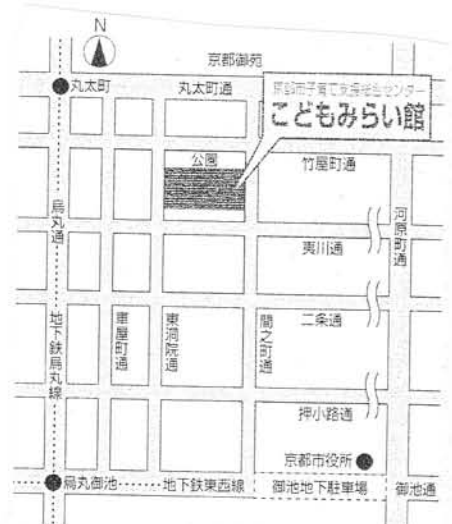 N
京都御苑
丸太町
丸太町通
京都市子育て支援総合センター
こどもみらい館
公園
竹屋町通
烏丸通
河原町通
夷川通
地下鉄烏丸線
車屋町通
東洞院通
間之町通
二条通
押小路通
京都市役所
烏丸御池
地下鉄東西線
御池地下駐車場
御池通